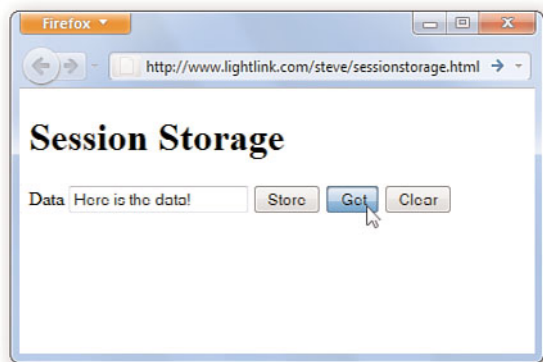 Firefox
http://www.lightlink.com/steve/sessionstorage.html
Session Storage
Data Here is the data! Store Get Clear